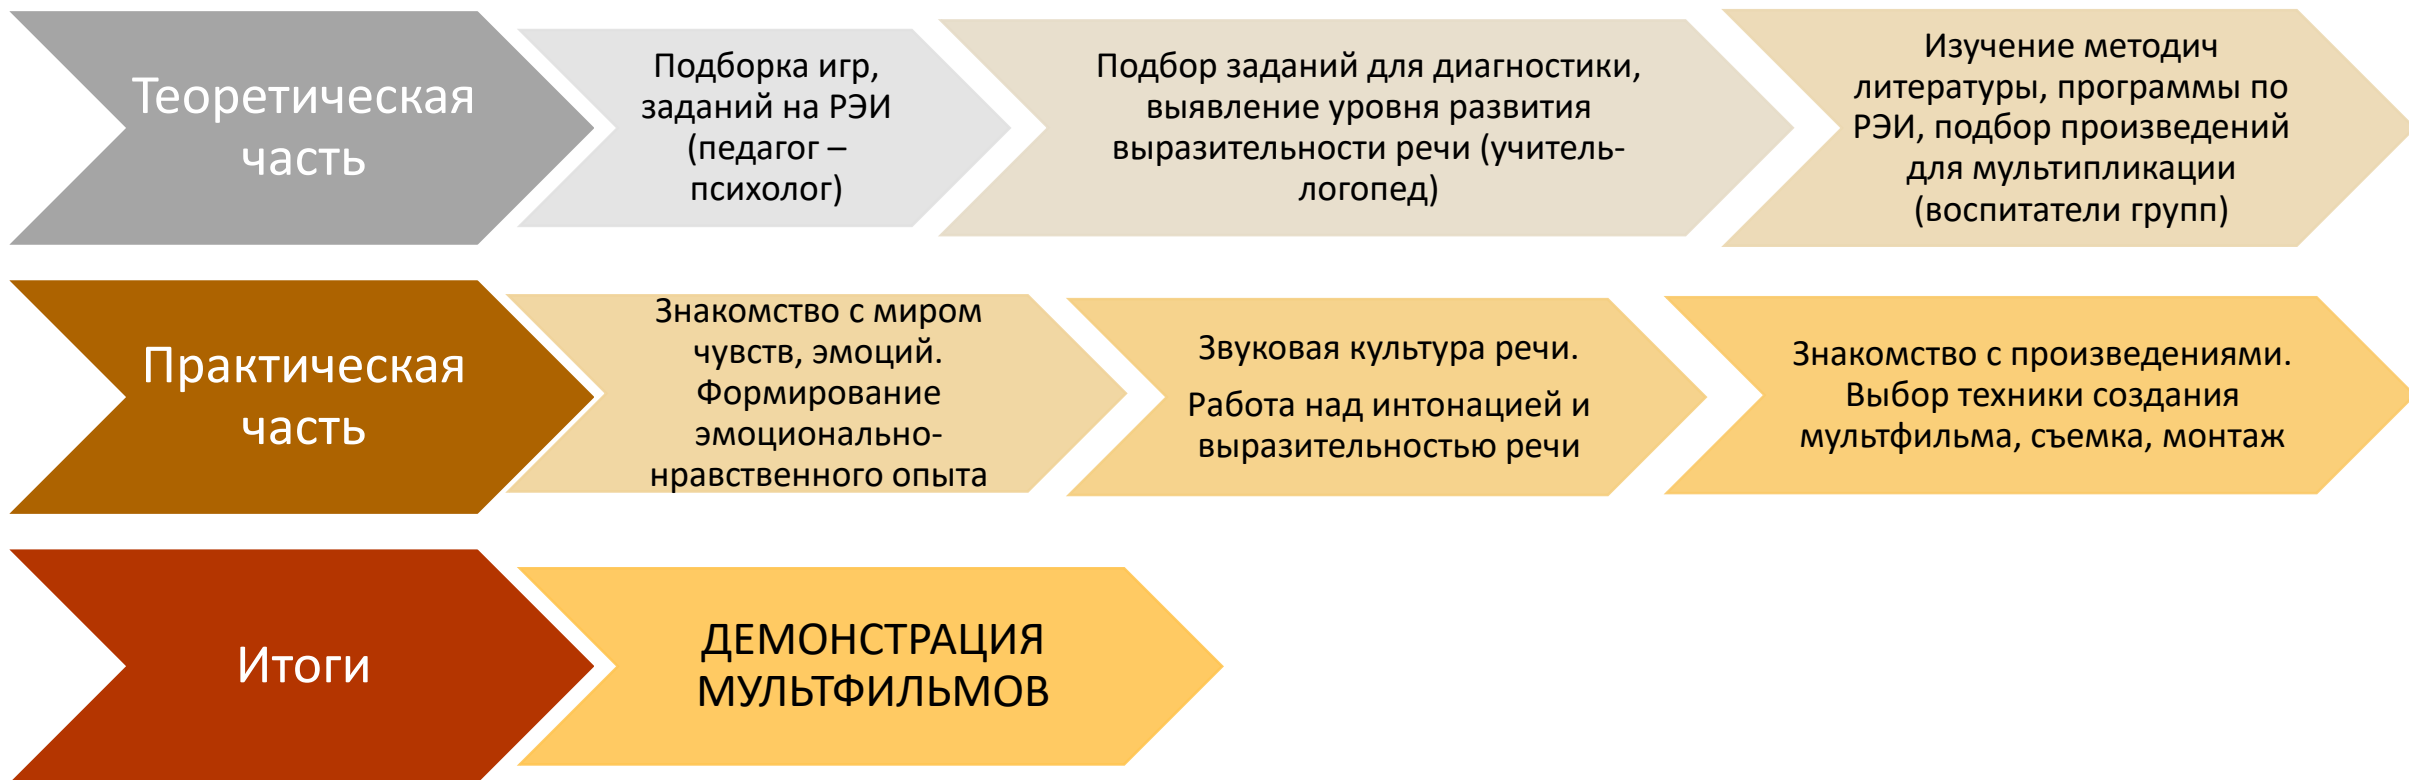 Теоретическая
часть
Подборка игр,
заданий на РЭИ
(педагог –
психолог)
Подбор заданий для диагностики,
выявление уровня развития
выразительности речи (учитель-
логопед)
Изучение методич
литературы, программы по
РЭИ, подбор произведений
для мультипликации
(воспитатели групп)
Практическая
часть
Знакомство с миром
чувств, эмоций.
Формирование
эмоционально-
нравственного опыта
Звуковая культура речи.
Работа над интонацией и
выразительностью речи
Знакомство с произведениями.
Выбор техники создания
мультфильма, съемка, монтаж
Итоги
ДЕМОНСТРАЦИЯ
МУЛЬТФИЛЬМОВ